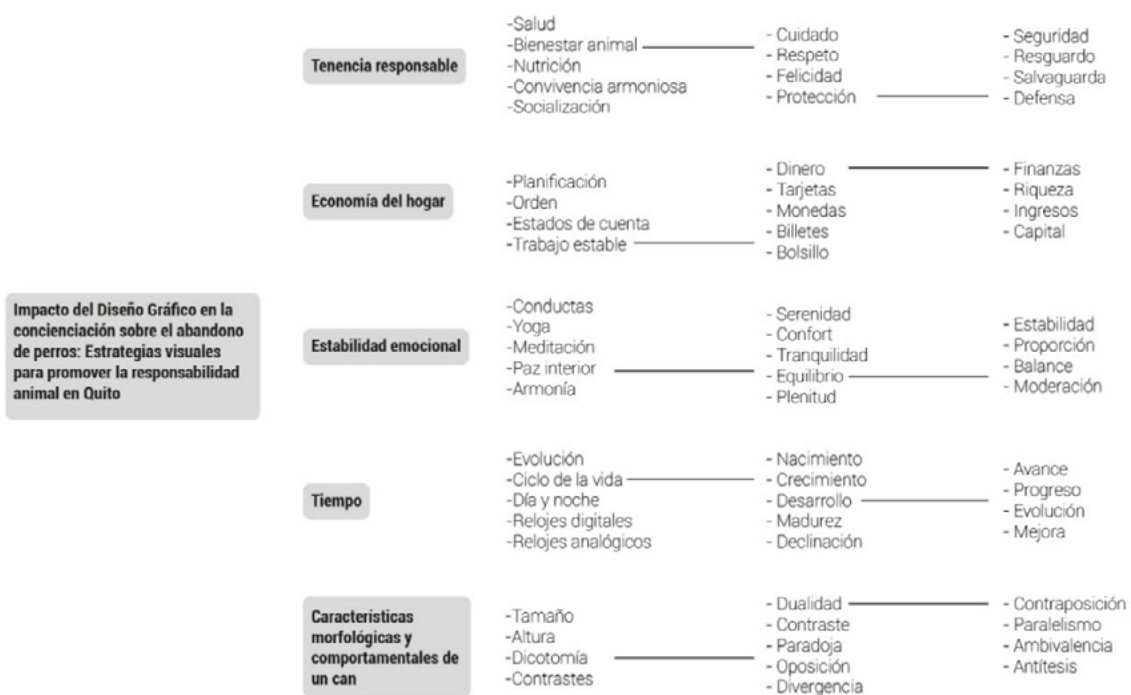 Impacto del Diseño Gráfico en la
concienciación sobre el abandono
de perros: Estrategias visuales
para promover la responsabilidad
animal en Quito
Tenencia responsable
-Salud
-Bienestar animal
-Nutrición
-Convivencia armoniosa
-Socialización
- Cuidado
- Respeto
- Felicidad
- Protección
- Seguridad
- Resguardo
- Salvaguarda
- Defensa
Economía del hogar
-Planificación
-Orden
-Estados de cuenta
-Trabajo estable
- Dinero
- Tarjetas
- Monedas
- Billetes
- Bolsillo
- Finanzas
- Riqueza
- Ingresos
- Capital
Estabilidad emocional
-Conductas
-Yoga
-Meditación
-Paz interior
-Armonía
- Serenidad
- Confort
- Tranquilidad
- Equilibrio
- Plenitud
- Estabilidad
- Proporción
- Balance
- Moderación
Tiempo
-Evolución
-Ciclo de la vida
-Día y noche
-Relojes digitales
-Relojes analógicos
- Nacimiento
- Crecimiento
- Desarrollo
- Madurez
- Declinación
- Avance
- Progreso
- Evolución
- Mejora
Características
morfológicas y
comportamentales de
un can
-Tamaño
-Altura
-Dicotomía
-Contrastes
- Dualidad
- Contraste
- Paradoja
- Oposición
- Divergencia
- Contraposición
- Paralelismo
- Ambivalencia
- Antítesis